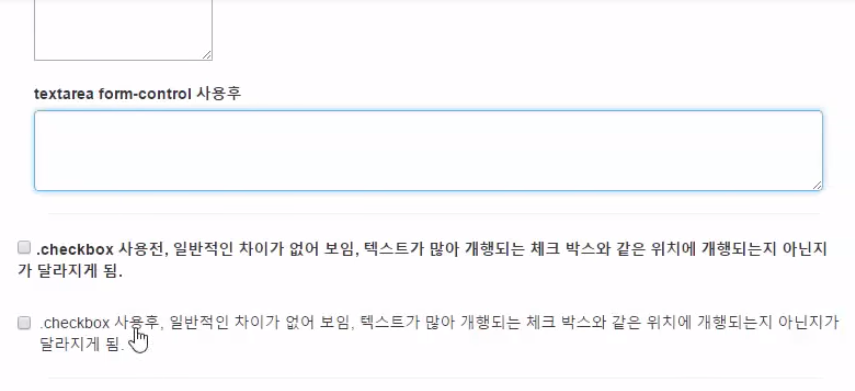 textarea form-control 사용후
.checkbox 사용전, 일반적인 차이가 없어 보임, 텍스트가 많아 개행되는 체크 박스와 같은 위치에 개행되는지 아닌지
가 달라지게 됨.
.checkbox 사용후, 일반적인 차이가 없어 보임, 텍스트가 많아 개행되는 체크 박스와 같은 위치에 개행되는지 아닌지가
달라지게 됨.